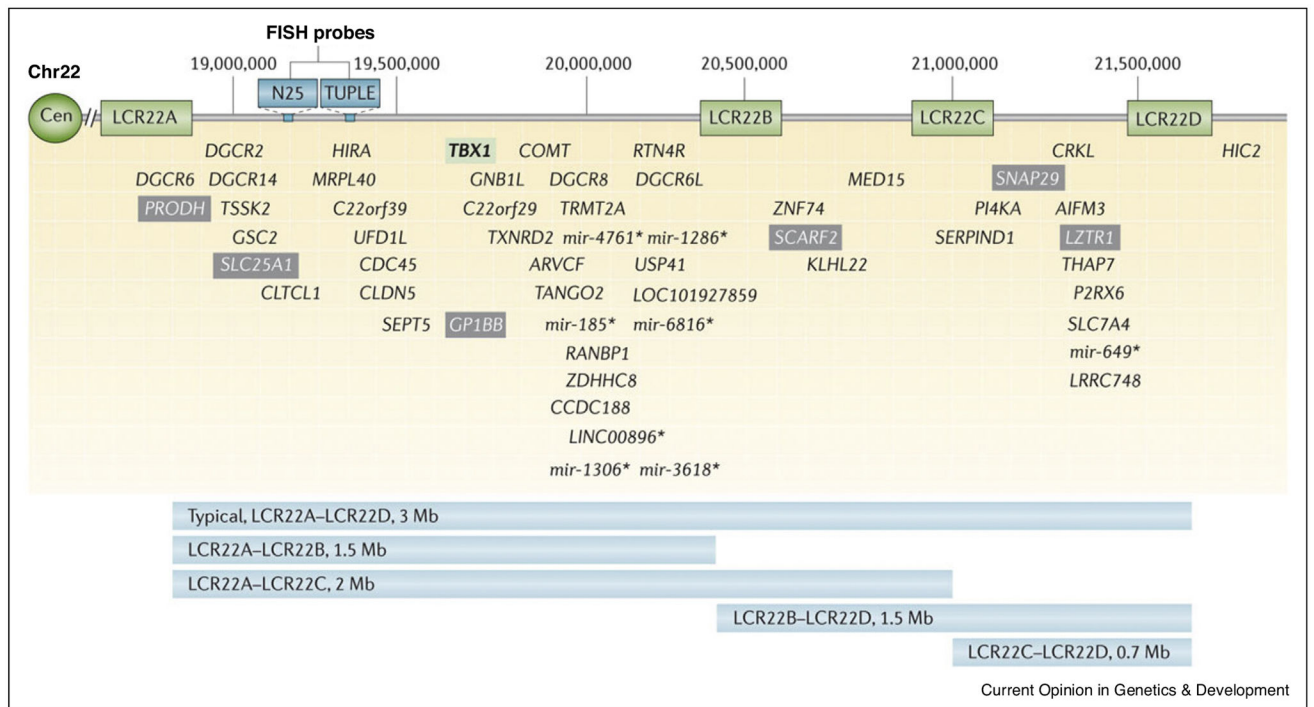 FISH probes
Chr22
19,000,000 19,500,000 20,000,000 20,500,000 21,000,000 21,500,000
N25 TUPLE
Cen // LCR22A LCR22B LCR22C LCR22D
DGCR2 HIRA TBX1 COMT RTN4R CRKL HIC2
DGCR6 DGCR14 MRPL40 GNB1L DGCR8 DGCR6L MED15 SNAP29
PRODH TSSK2 C22orf39 C22orf29 TRMT2A ZNF74 PI4KA AIFM3
GSC2 UFD1L TXNRD2 mir-4761* mir-1286* SCARF2 SERPIND1 LZTR1
SLC25A1 CDC45 ARVCF USP41 KLHL22 THAP7
CLTCL1 CLDN5 TANGO2 LOC101927859 P2RX6
SEPT5 GP1BB mir-185* mir-6816* SLC7A4
RANBP1 mir-649*
ZDHHC8 LRRC748
CCDC188
LINC00896*
mir-1306* mir-3618*
Typical, LCR22A–LCR22D, 3 Mb
LCR22A–LCR22B, 1.5 Mb
LCR22A–LCR22C, 2 Mb
LCR22B–LCR22D, 1.5 Mb
LCR22C–LCR22D, 0.7 Mb
Current Opinion in Genetics & Development